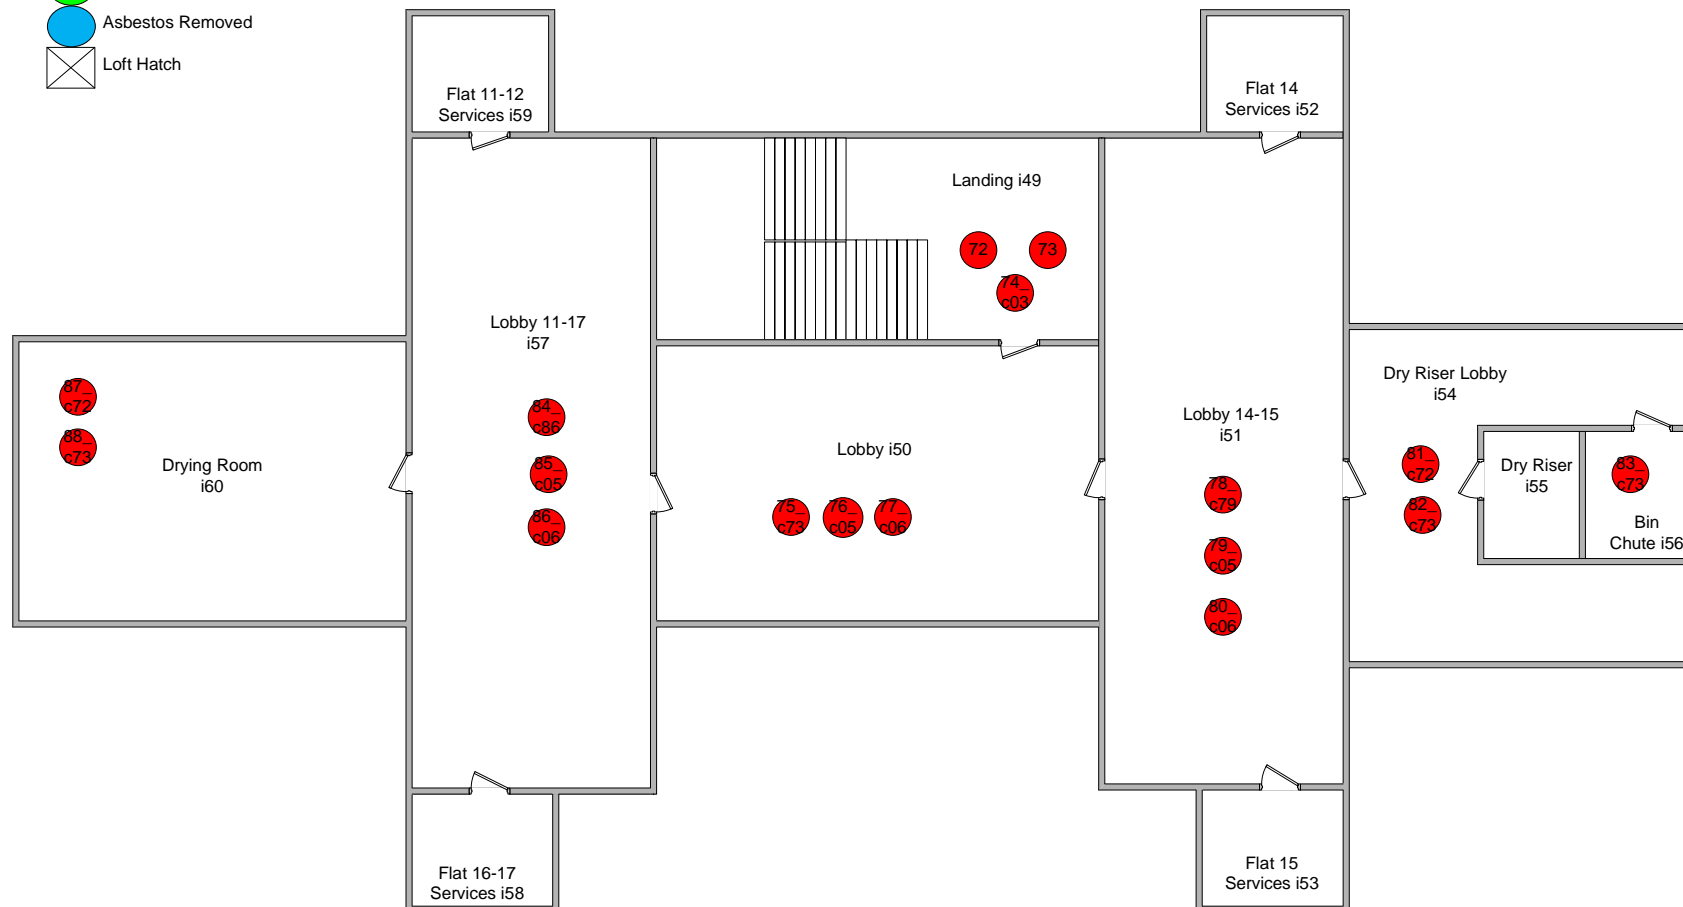 Asbestos Removed
Loft Hatch
Flat 11-12
Services i59
Flat 14
Services i52
Landing i49
72
73
74_
c03
Lobby 11-17
i57
Dry Riser Lobby
i54
87_
c72
88_
c73
84_
c86
85_
c05
86_
c06
Drying Room
i60
Lobby i50
75_
c73
76_
c05
77_
c06
Lobby 14-15
i51
78_
c79
79_
c05
80_
c06
81_
c72
82_
c73
Dry Riser
i55
83_
c73
Bin
Chute i56
Flat 16-17
Services i58
Flat 15
Services i53